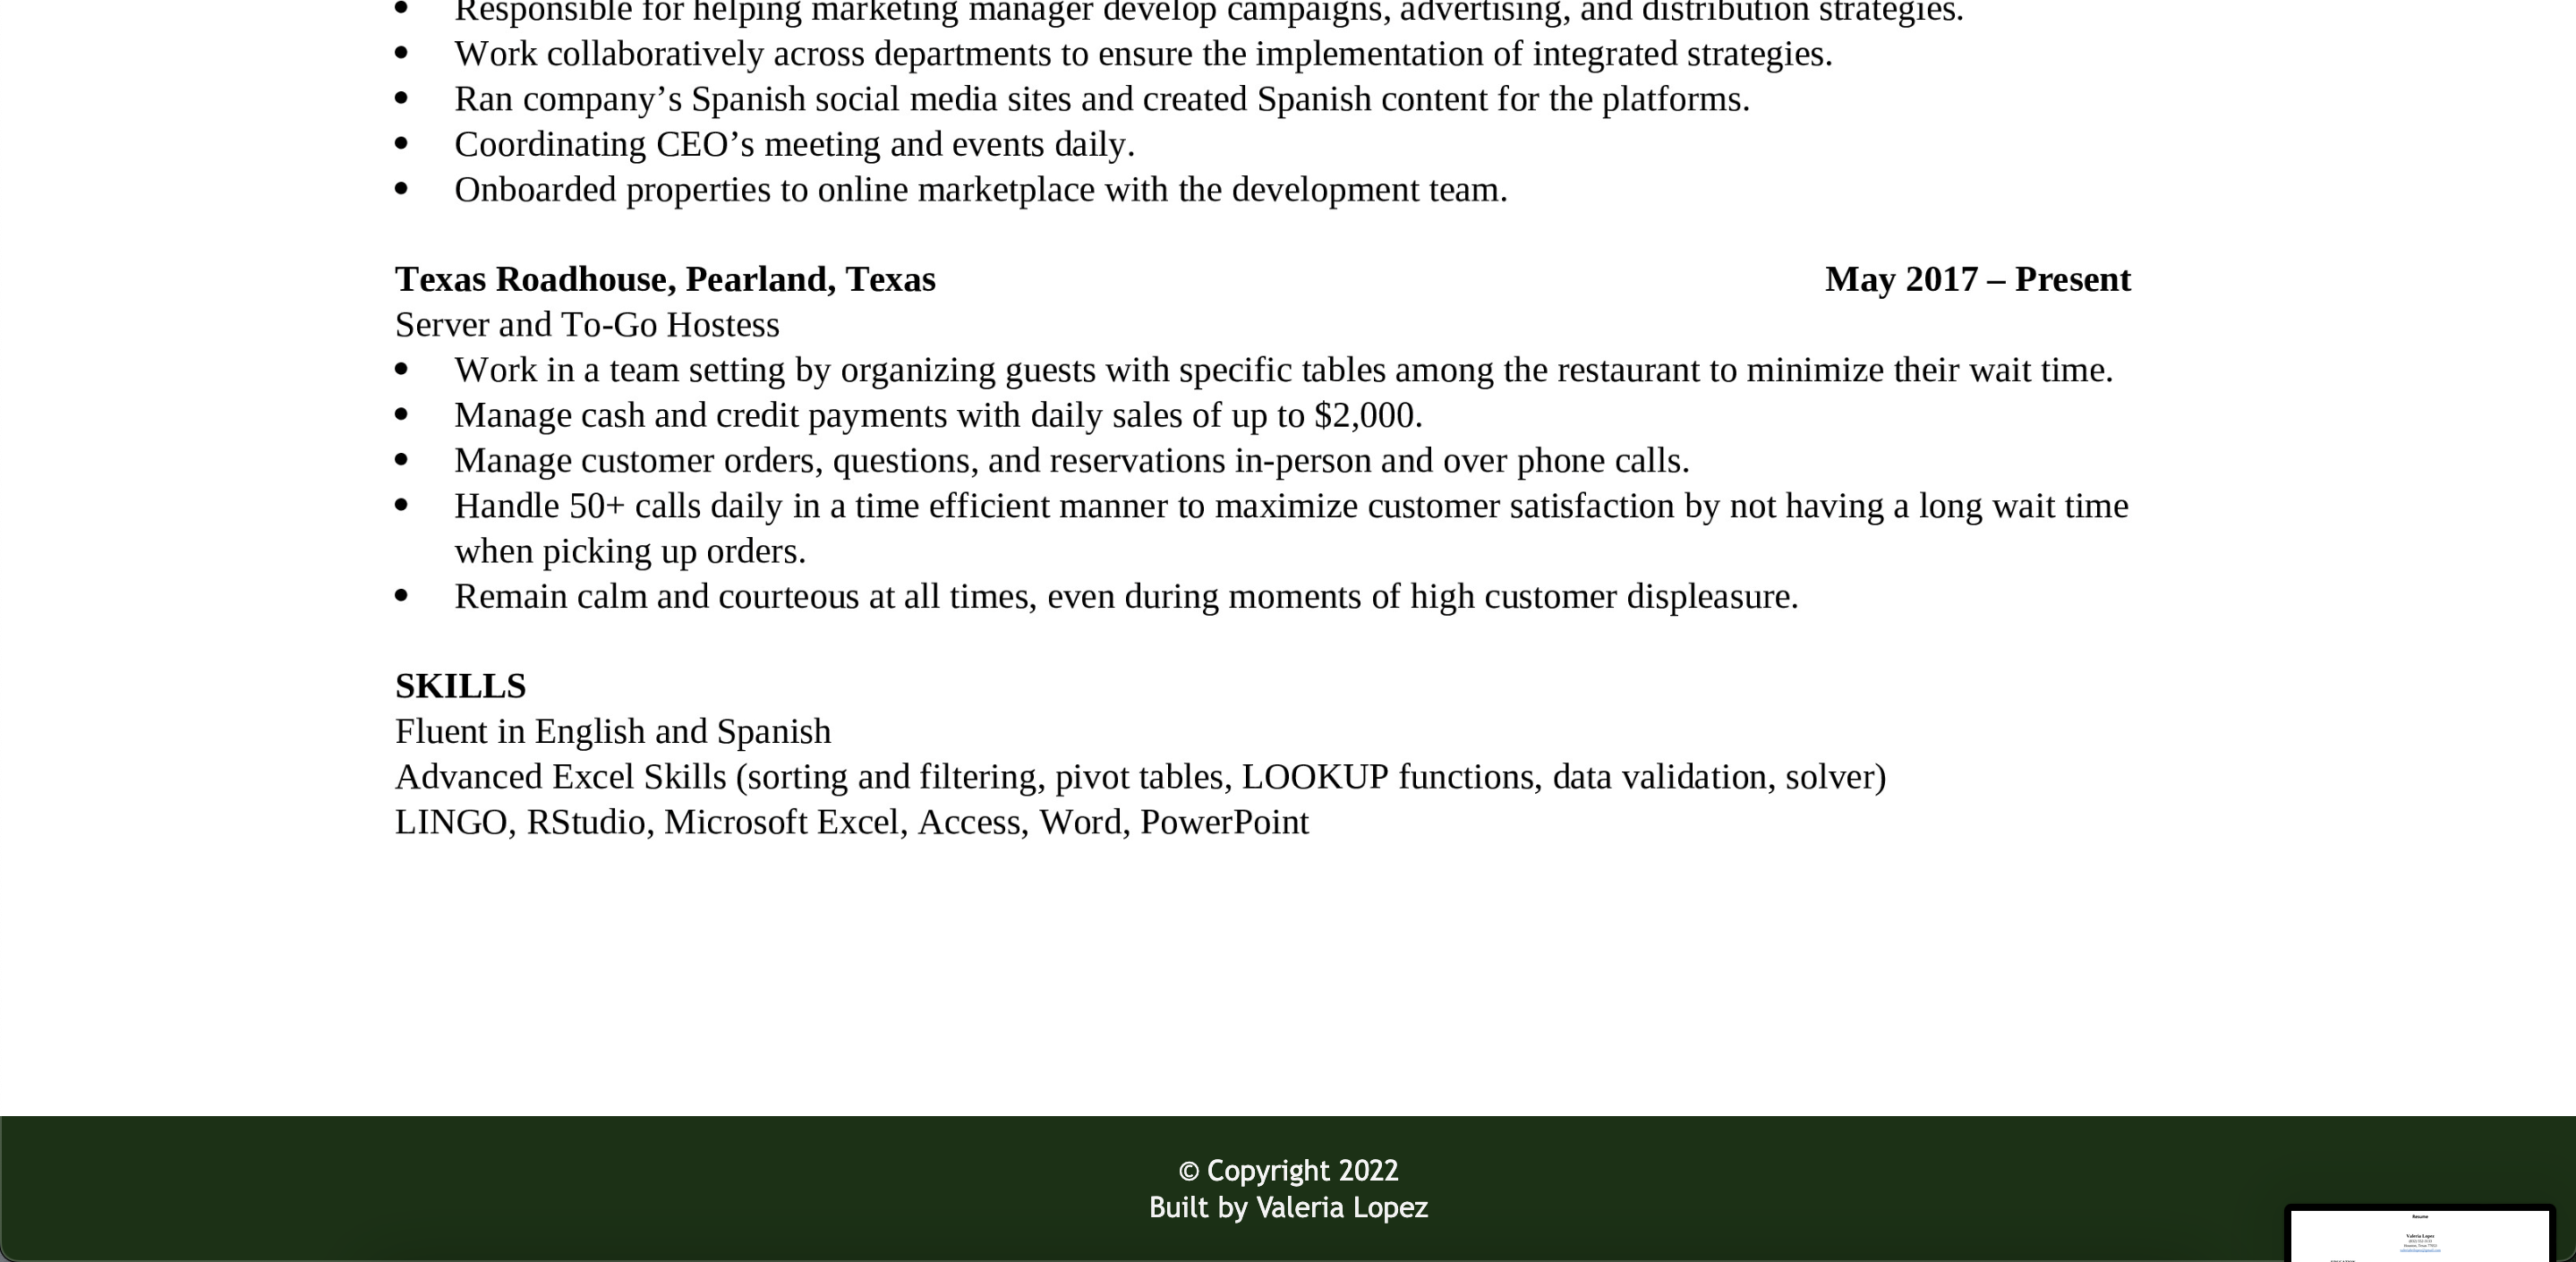 • Responsible for helping marketing manager develop campaigns, advertising, and distribution strategies.
• Work collaboratively across departments to ensure the implementation of integrated strategies.
• Ran company’s Spanish social media sites and created Spanish content for the platforms.
• Coordinating CEO’s meeting and events daily.
• Onboarded properties to online marketplace with the development team.
Texas Roadhouse, Pearland, Texas May 2017 – Present
Server and To-Go Hostess
• Work in a team setting by organizing guests with specific tables among the restaurant to minimize their wait time.
• Manage cash and credit payments with daily sales of up to $2,000.
• Manage customer orders, questions, and reservations in-person and over phone calls.
• Handle 50+ calls daily in a time efficient manner to maximize customer satisfaction by not having a long wait time
when picking up orders.
• Remain calm and courteous at all times, even during moments of high customer displeasure.
SKILLS
Fluent in English and Spanish
Advanced Excel Skills (sorting and filtering, pivot tables, LOOKUP functions, data validation, solver)
LINGO, RStudio, Microsoft Excel, Access, Word, PowerPoint
© Copyright 2022
Built by Valeria Lopez
Resume
Valeria Lopez